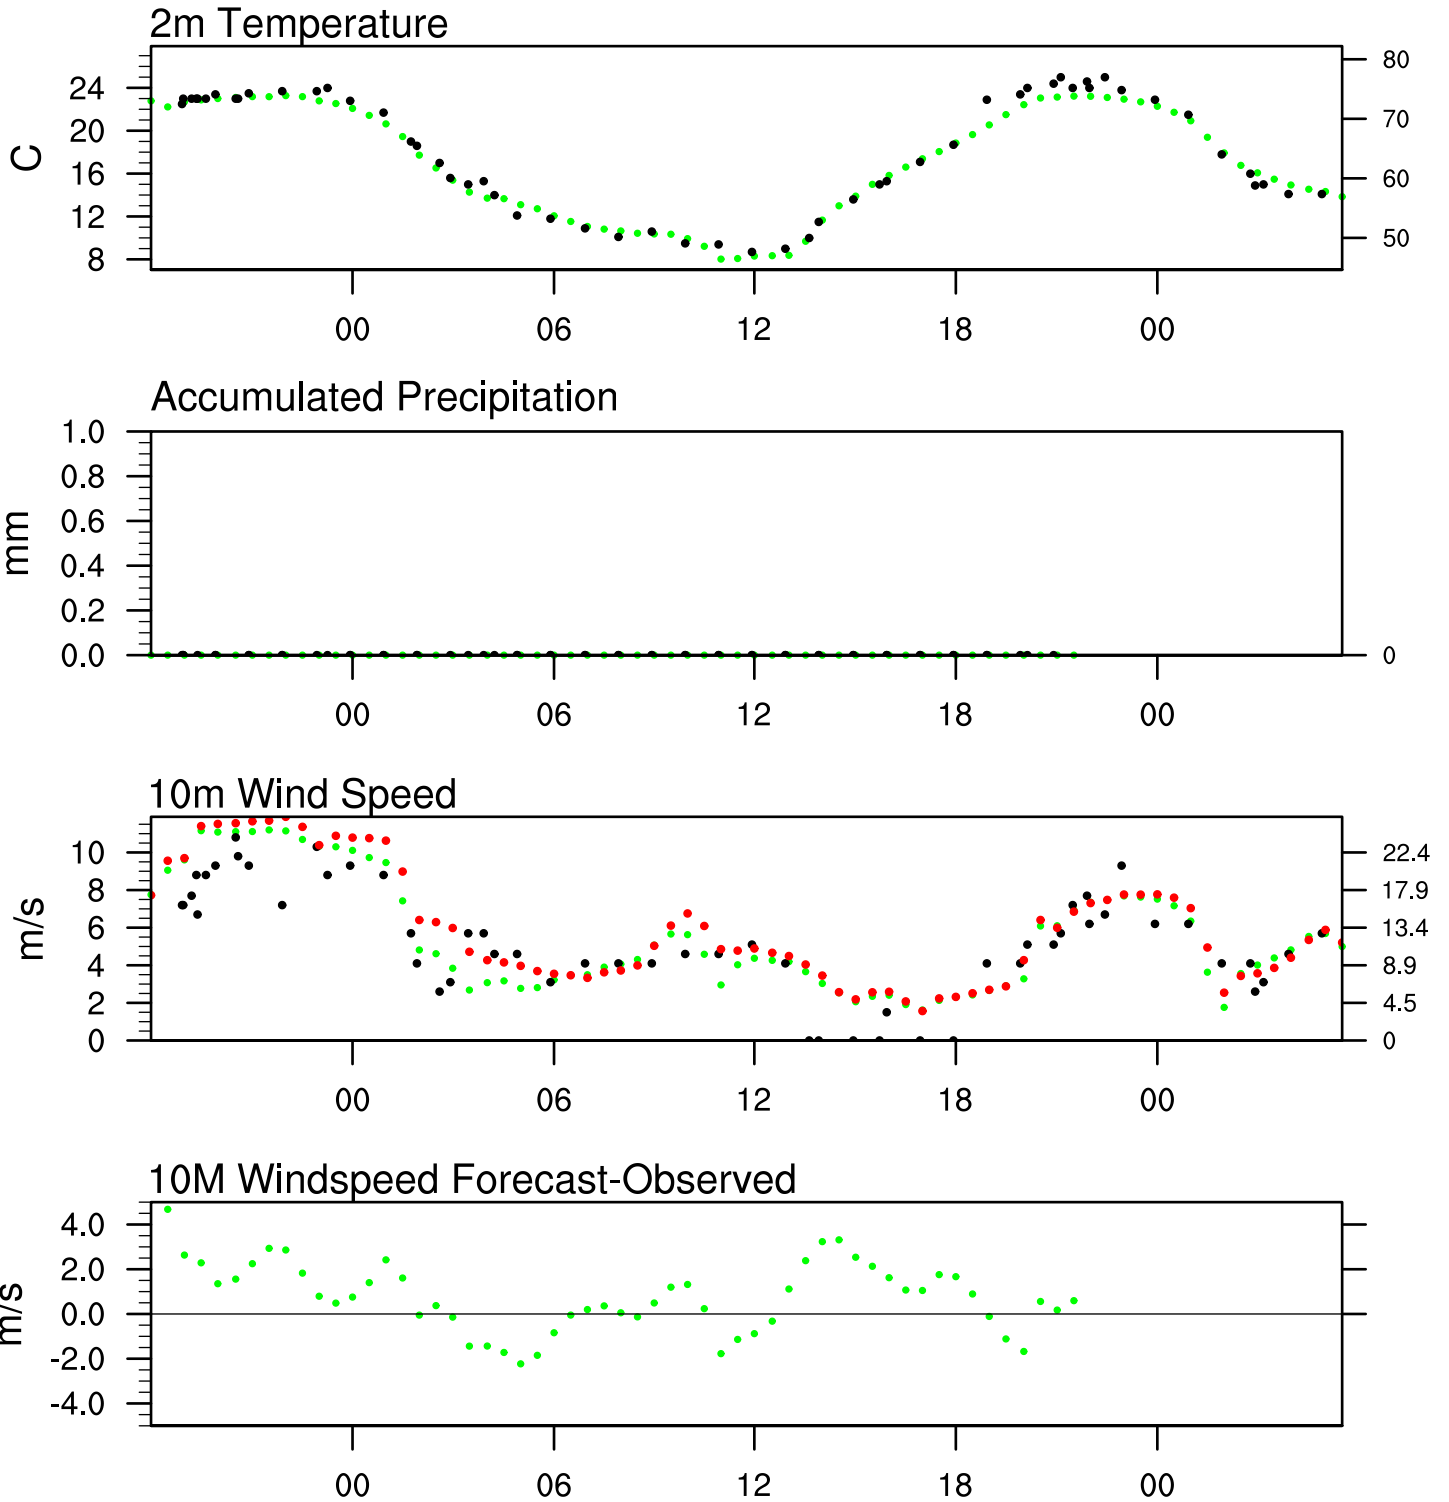 2m Temperature
24
20
16
12
8
C
80
70
60
50
00 06 12 18 00
Accumulated Precipitation
1.0
0.8
0.6
0.4
0.2
0.0
mm
0
00 06 12 18 00
10m Wind Speed
10
8
6
4
2
0
m/s
22.4
17.9
13.4
8.9
4.5
0
00 06 12 18 00
10M Windspeed Forecast-Observed
4.0
2.0
0.0
-2.0
-4.0
m/s
00 06 12 18 00